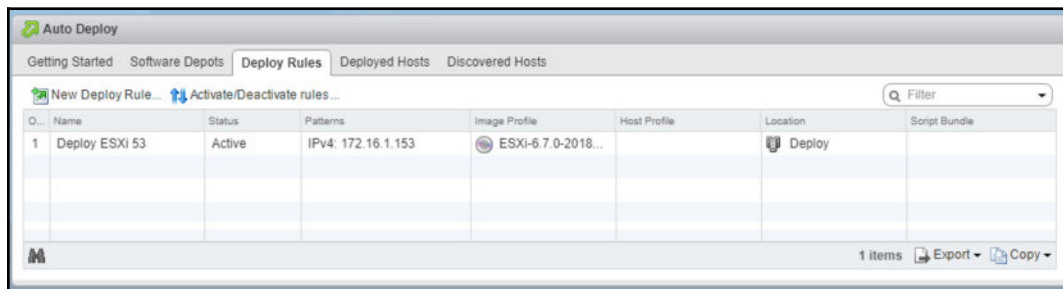 Auto Deploy
Getting Started Software Depots Deploy Rules Deployed Hosts Discovered Hosts
New Deploy Rule... Activate/Deactivate rules... Filter
O... Name Status Patterns Image Profile Host Profile Location Script Bundle
1 Deploy ESXi 53 Active IPv4: 172.16.1.153 ESXi-6.7.0-2018... Deploy
1 items Export Copy